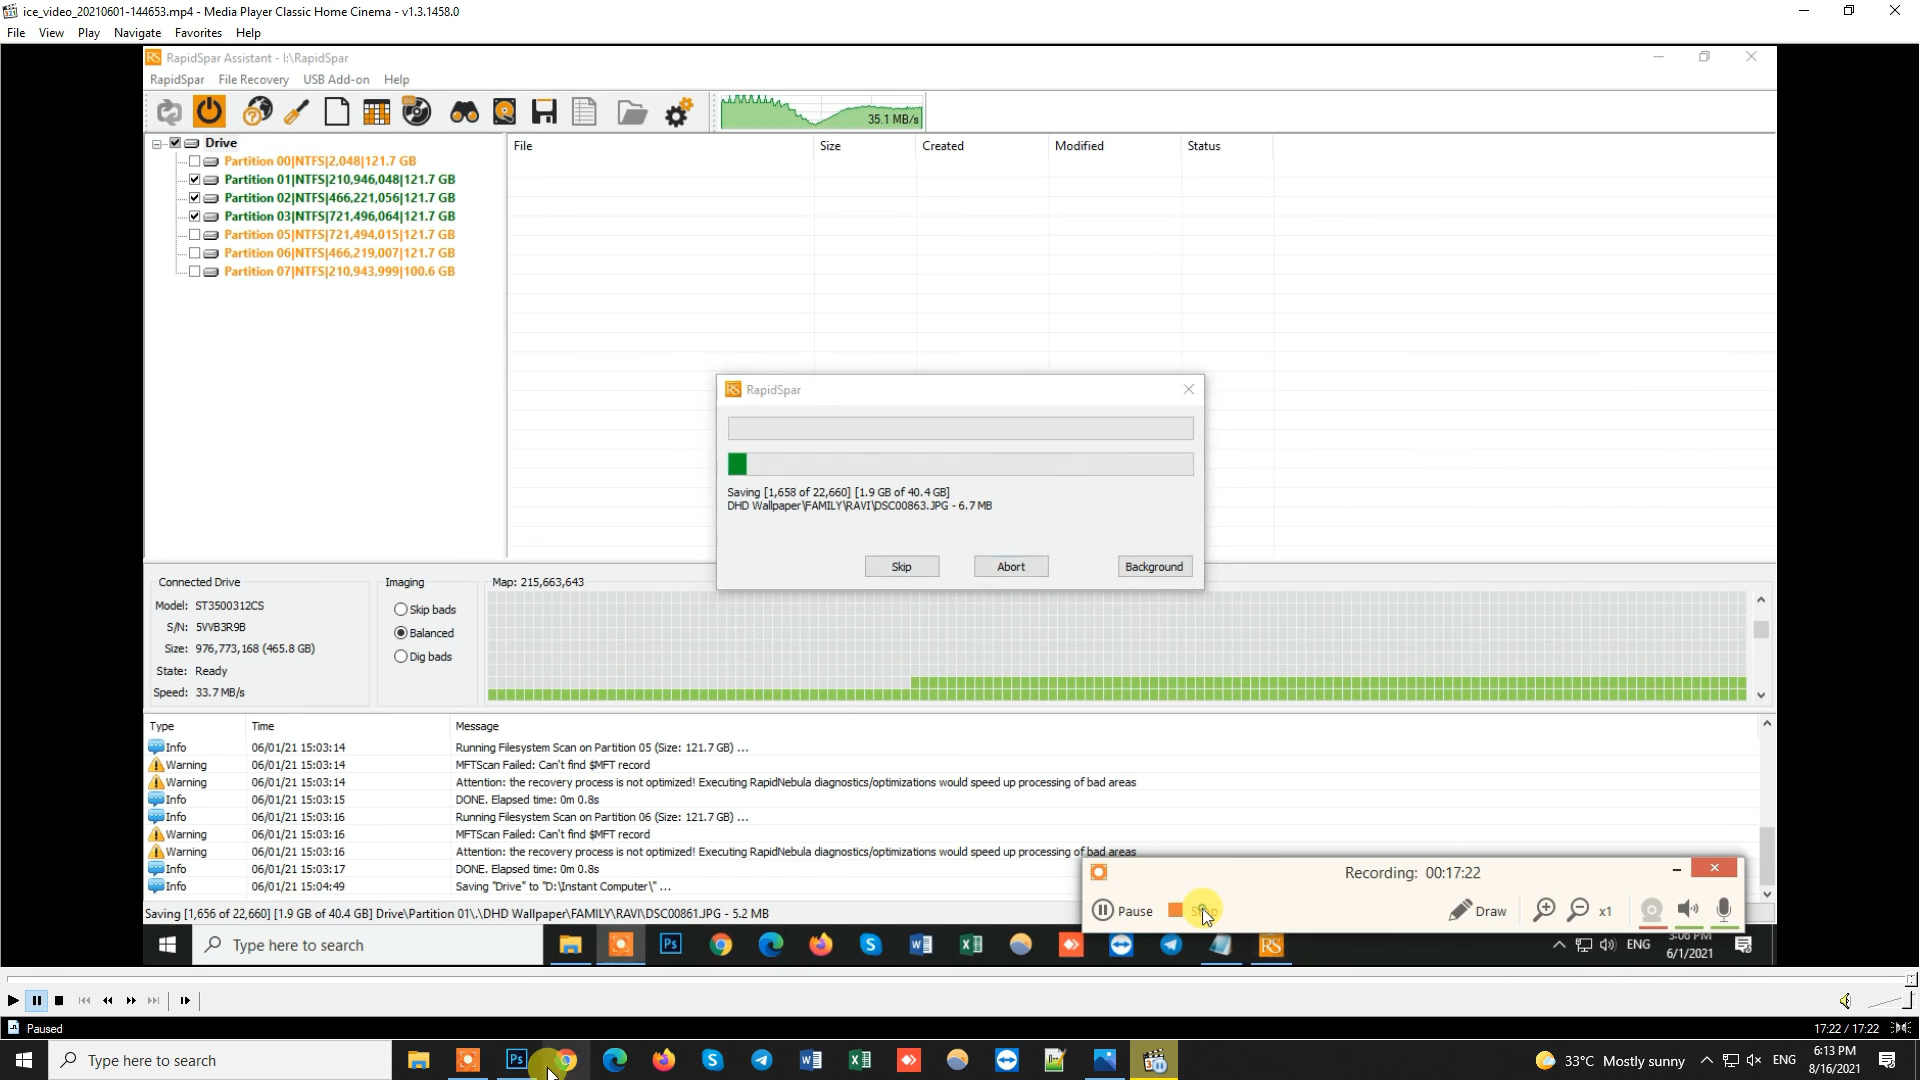 ice_video_20210601-144653.mp4 - Media Player Classic Home Cinema - v1.3.1458.0
File View Play Navigate Favorites Help
RS RapidSpar Assistant - I:\RapidSpar
RapidSpar File Recovery USB Add-on Help
35.1 MB/s
Drive
Partition 00|NTFS|2,048|121.7 GB
Partition 01|NTFS|210,946,048|121.7 GB
Partition 02|NTFS|466,221,056|121.7 GB
Partition 03|NTFS|721,496,064|121.7 GB
Partition 05|NTFS|721,494,015|121.7 GB
Partition 06|NTFS|466,219,007|121.7 GB
Partition 07|NTFS|210,943,999|100.6 GB
File Size Created Modified Status
RS RapidSpar
Saving [1,658 of 22,660] [1.9 GB of 40.4 GB]
DHD Wallpaper\FAMILY\RAVI\DSC00863.JPG - 6.7 MB
Skip Abort Background
Connected Drive
Model: ST3500312CS
S/N: 5VVB3R9B
Size: 976,773,168 (465.8 GB)
State: Ready
Speed: 33.7 MB/s
Imaging
Skip bads
Balanced
Dig bads
Map: 215,663,643
Type Time Message
Info 06/01/21 15:03:14 Running Filesystem Scan on Partition 05 (Size: 121.7 GB) ...
Warning 06/01/21 15:03:14 MFTScan Failed: Can't find $MFT record
Warning 06/01/21 15:03:14 Attention: the recovery process is not optimized! Executing RapidNebula diagnostics/optimizations would speed up processing of bad areas
Info 06/01/21 15:03:15 DONE. Elapsed time: 0m 0.8s
Info 06/01/21 15:03:16 Running Filesystem Scan on Partition 06 (Size: 121.7 GB) ...
Warning 06/01/21 15:03:16 MFTScan Failed: Can't find $MFT record
Warning 06/01/21 15:03:16 Attention: the recovery process is not optimized! Executing RapidNebula diagnostics/optimizations would speed up processing of bad areas
Info 06/01/21 15:03:17 DONE. Elapsed time: 0m 0.8s
Info 06/01/21 15:04:49 Saving "Drive" to "D:\Instant Computer\" ...
Saving [1,656 of 22,660] [1.9 GB of 40.4 GB] Drive\Partition 01\.\DHD Wallpaper\FAMILY\RAVI\DSC00861.JPG - 5.2 MB
Recording: 00:17:22
Pause Draw x1
Type here to search
Ps
RS
ENG
3:06 PM
6/1/2021
Paused
17:22 / 17:22
Type here to search
Ps
33°C Mostly sunny
ENG
6:13 PM
8/16/2021